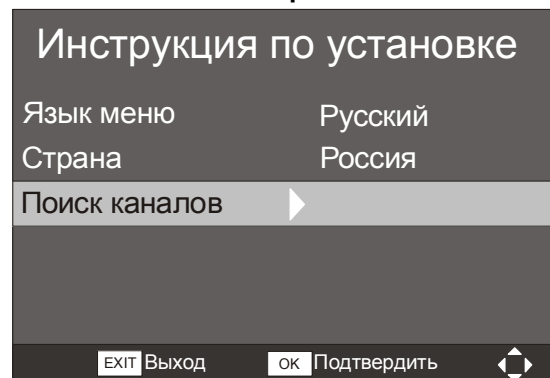 Инструкция по установке
Язык меню Русский
Страна Россия
Поиск каналов
EXIT Выход OK Подтвердить